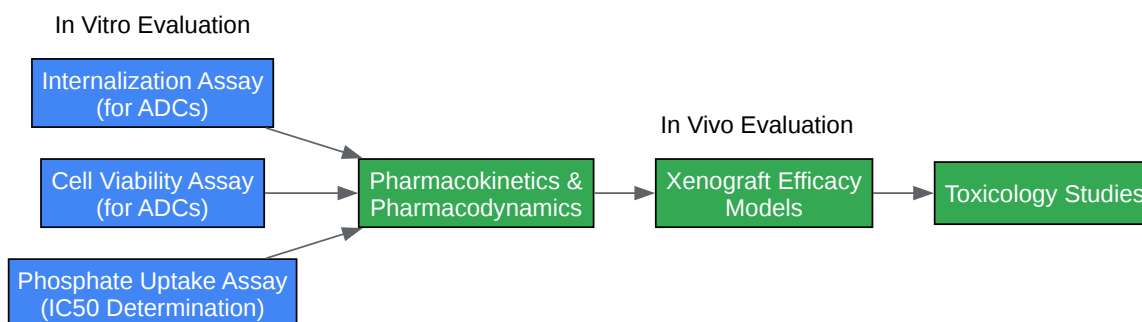 In Vitro Evaluation
Internalization Assay
(for ADCs)
Cell Viability Assay
(for ADCs)
Phosphate Uptake Assay
(IC50 Determination)
Pharmacokinetics &
Pharmacodynamics
In Vivo Evaluation
Xenograft Efficacy
Models
Toxicology Studies